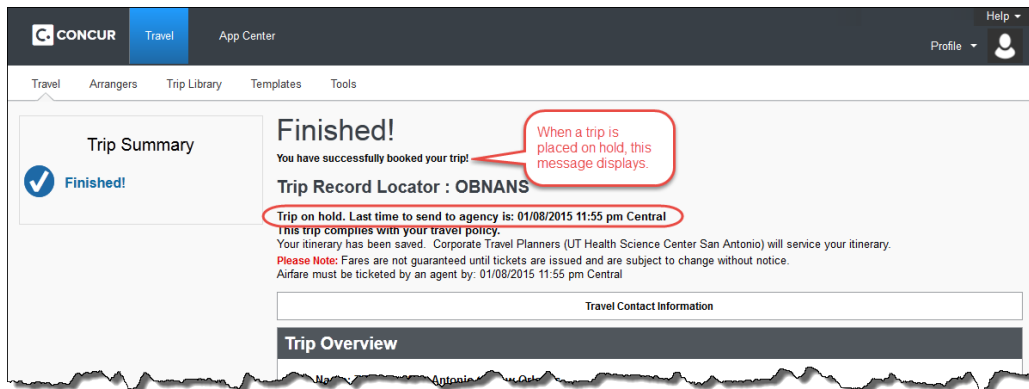 Help
C. CONCUR
Travel
App Center
Profile
Travel Arrangers Trip Library Templates Tools
Trip Summary
Finished!
Finished!
You have successfully booked your trip!
When a trip is
placed on hold, this
message displays.
Trip Record Locator : OBNANS
Trip on hold. Last time to send to agency is: 01/08/2015 11:55 pm Central
This trip complies with your travel policy.
Your itinerary has been saved. Corporate Travel Planners (UT Health Science Center San Antonio) will service your itinerary.
Please Note: Fares are not guaranteed until tickets are issued and are subject to change without notice.
Airfare must be ticketed by an agent by: 01/08/2015 11:55 pm Central
Travel Contact Information
Trip Overview
Antonio